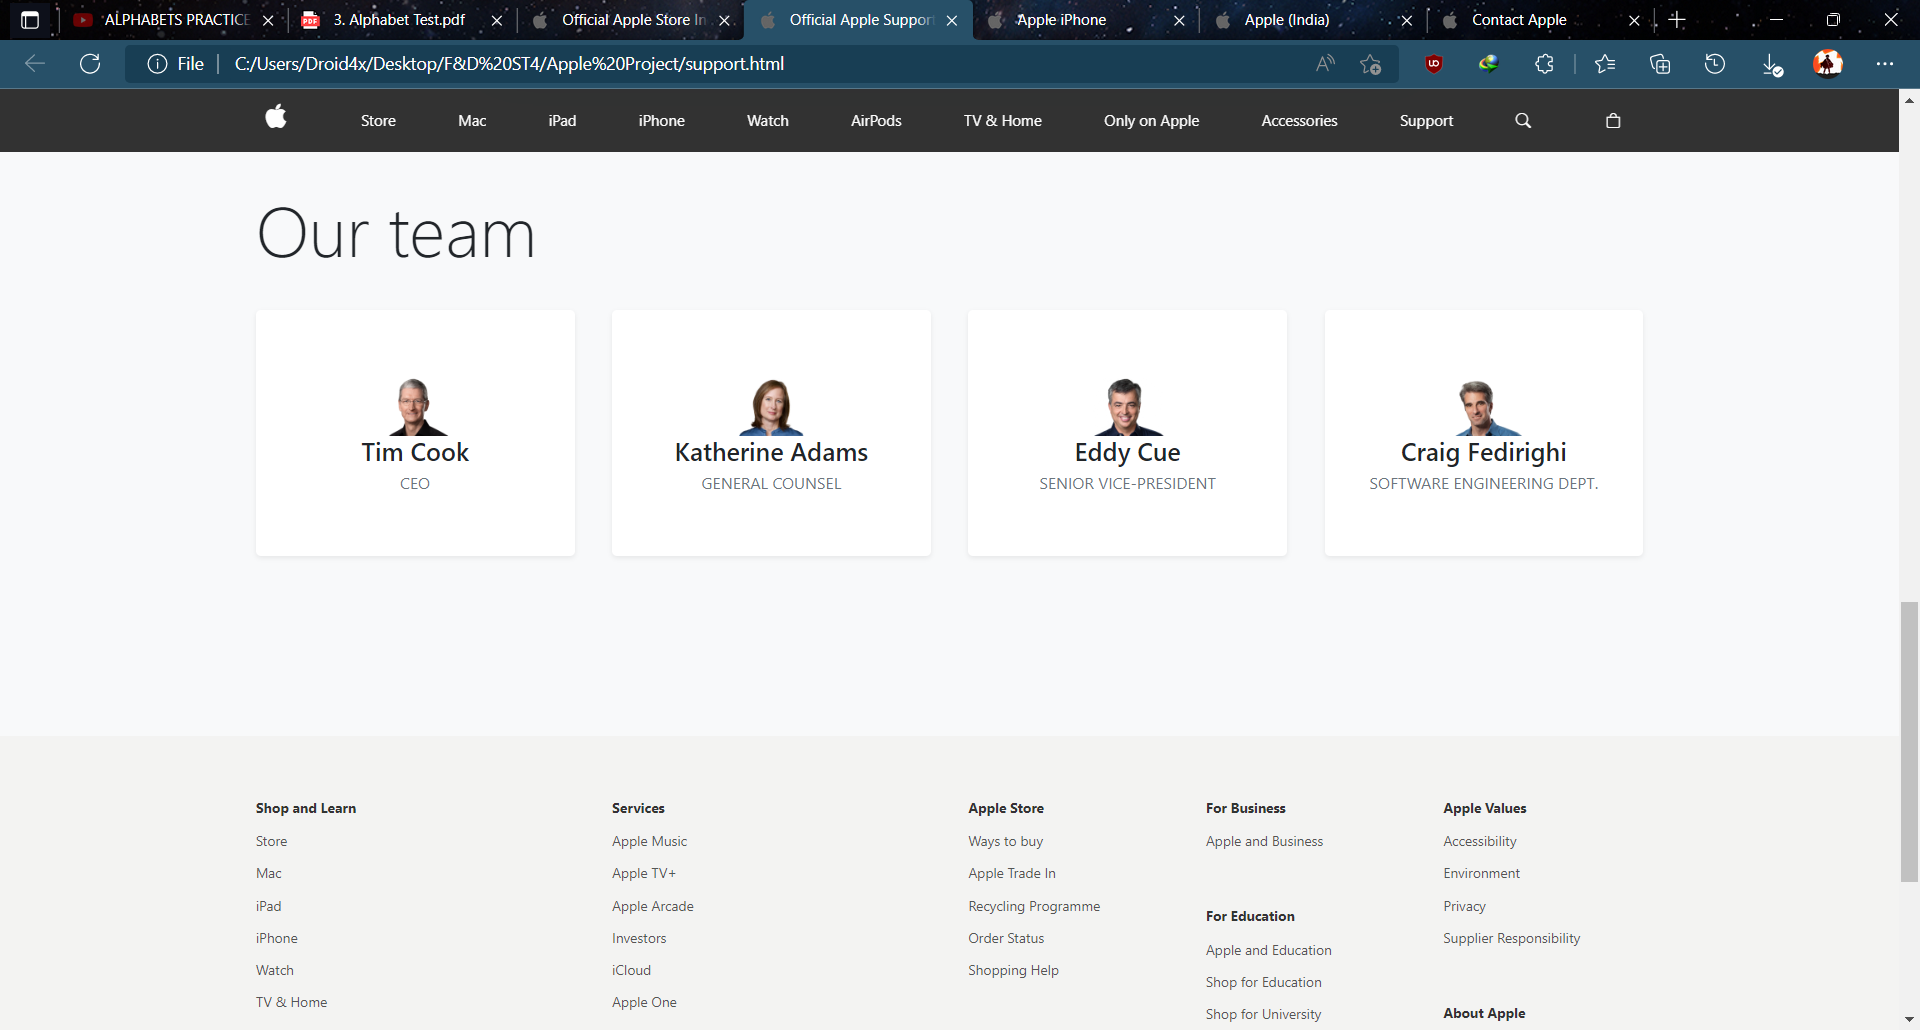 ALPHABETS PRACTICE
3. Alphabet Test.pdf
Official Apple Store In
Official Apple Support
Apple iPhone
Apple (India)
Contact Apple
File
C:/Users/Droid4x/Desktop/F&D%20ST4/Apple%20Project/support.html
Store
Mac
iPad
iPhone
Watch
AirPods
TV & Home
Only on Apple
Accessories
Support
Our team
Tim Cook
CEO
Katherine Adams
GENERAL COUNSEL
Eddy Cue
SENIOR VICE-PRESIDENT
Craig Fedirighi
SOFTWARE ENGINEERING DEPT.
Shop and Learn
Store
Mac
iPad
iPhone
Watch
TV & Home
Services
Apple Music
Apple TV+
Apple Arcade
Investors
iCloud
Apple One
Apple Store
Ways to buy
Apple Trade In
Recycling Programme
Order Status
Shopping Help
For Business
Apple and Business
For Education
Apple and Education
Shop for Education
Shop for University
Apple Values
Accessibility
Environment
Privacy
Supplier Responsibility
About Apple